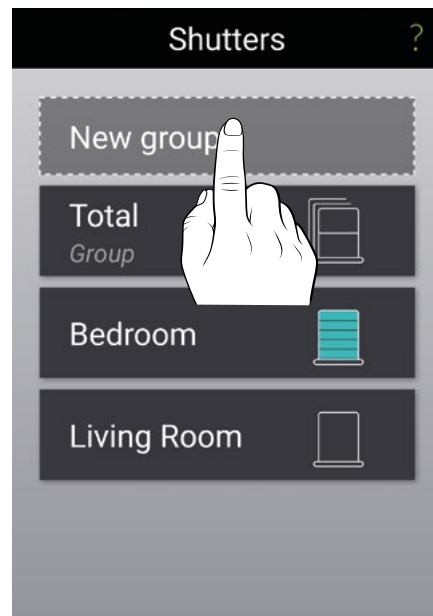 Shutters ?
New group
Total
Group
Bedroom
Living Room